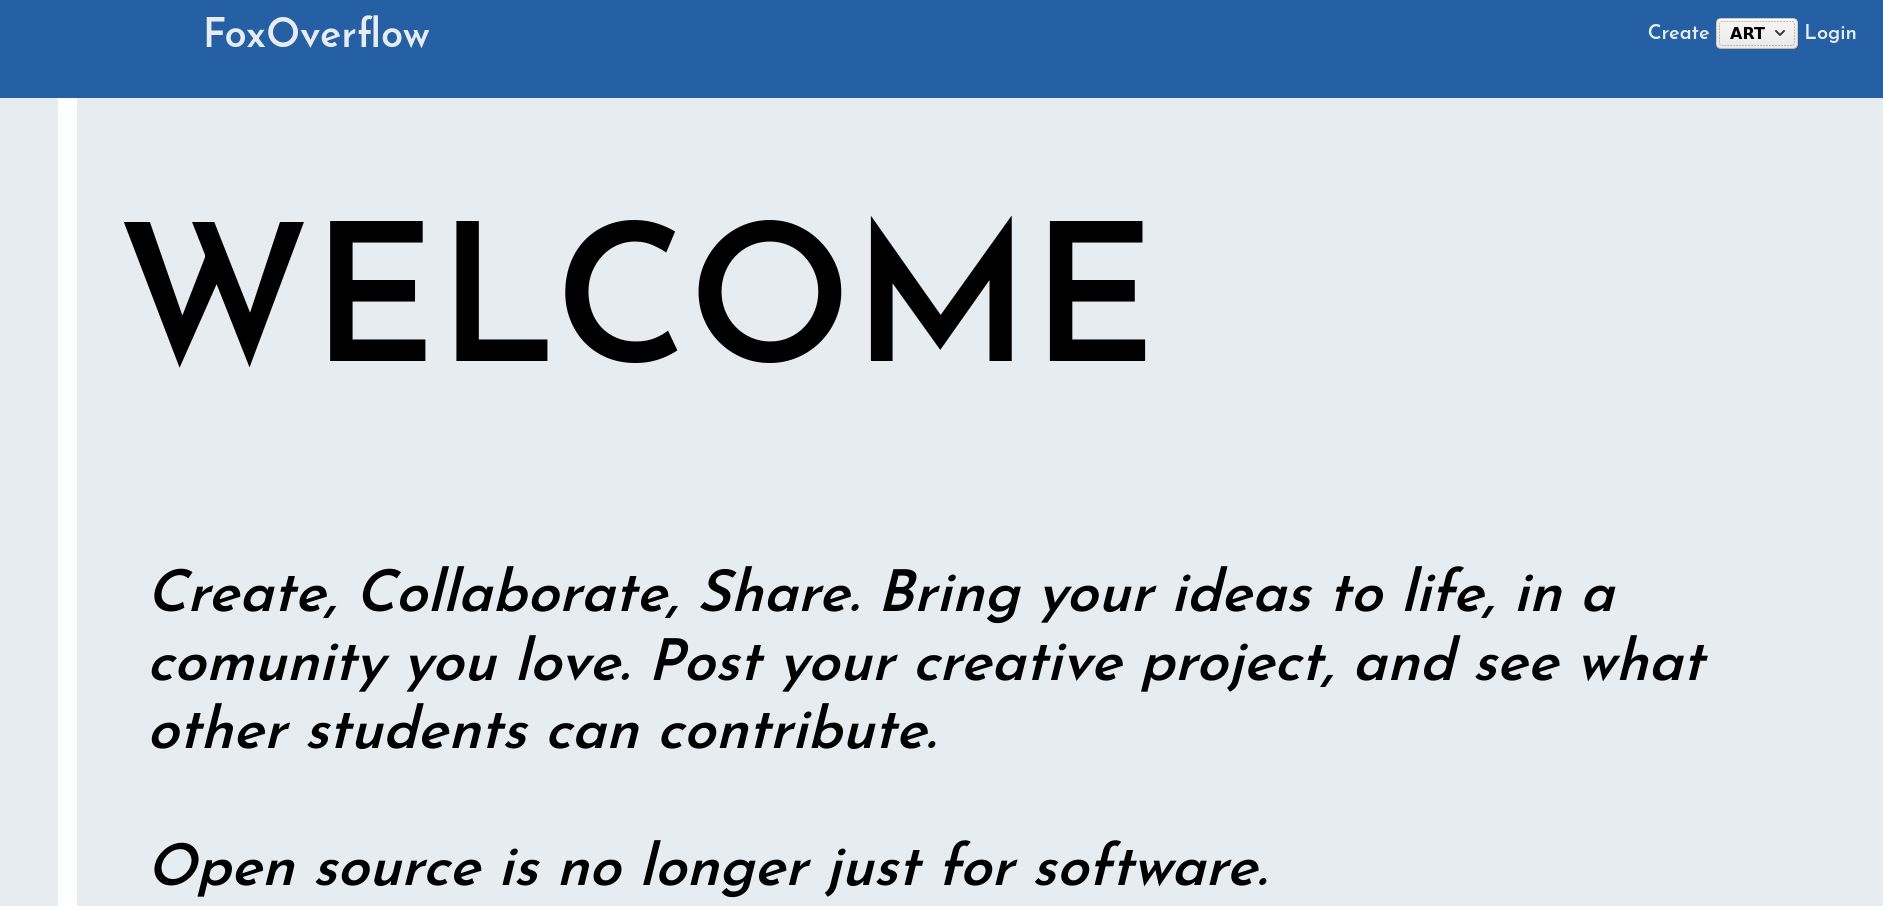 FoxOverflow
Create ART Login
WELCOME
Create, Collaborate, Share. Bring your ideas to life, in a
comunity you love. Post your creative project, and see what
other students can contribute.
Open source is no longer just for software.